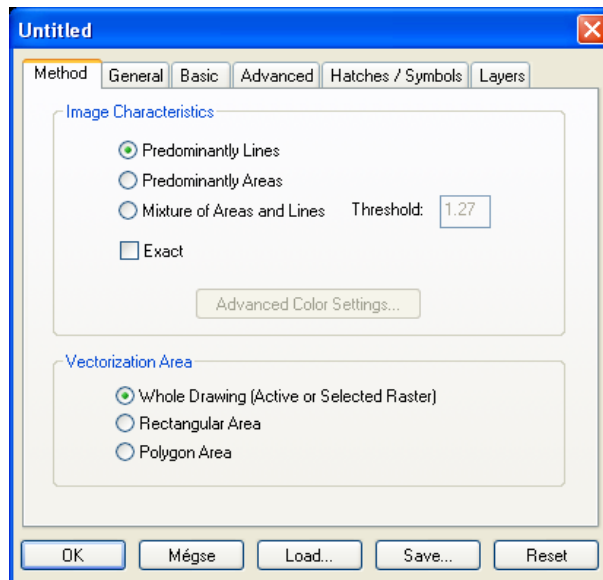 Untitled
Method General Basic Advanced Hatches / Symbols Layers
Image Characteristics
Predominantly Lines
Predominantly Areas
Mixture of Areas and Lines Threshold: 1.27
Exact
Advanced Color Settings...
Vectorization Area
Whole Drawing (Active or Selected Raster)
Rectangular Area
Polygon Area
OK Mégse Load... Save... Reset